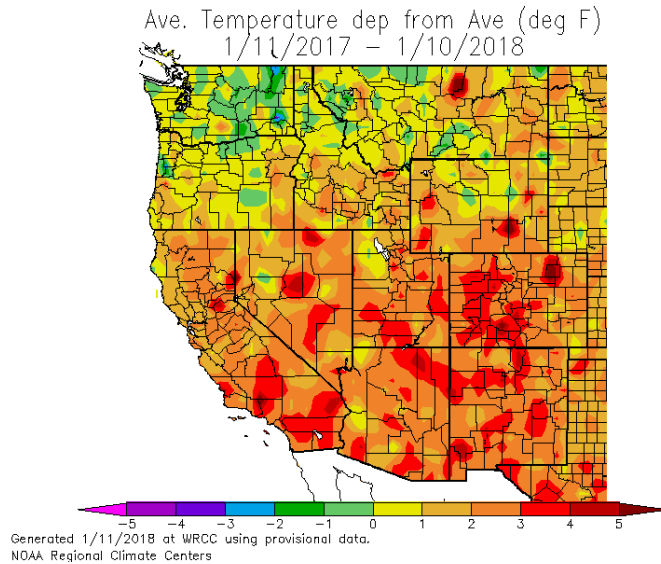 Ave. Temperature dep from Ave (deg F)
1/11/2017 – 1/10/2018
-5 -4 -3 -2 -1 0 1 2 3 4 5
Generated 1/11/2018 at WRCC using provisional data.
NOAA Regional Climate Centers